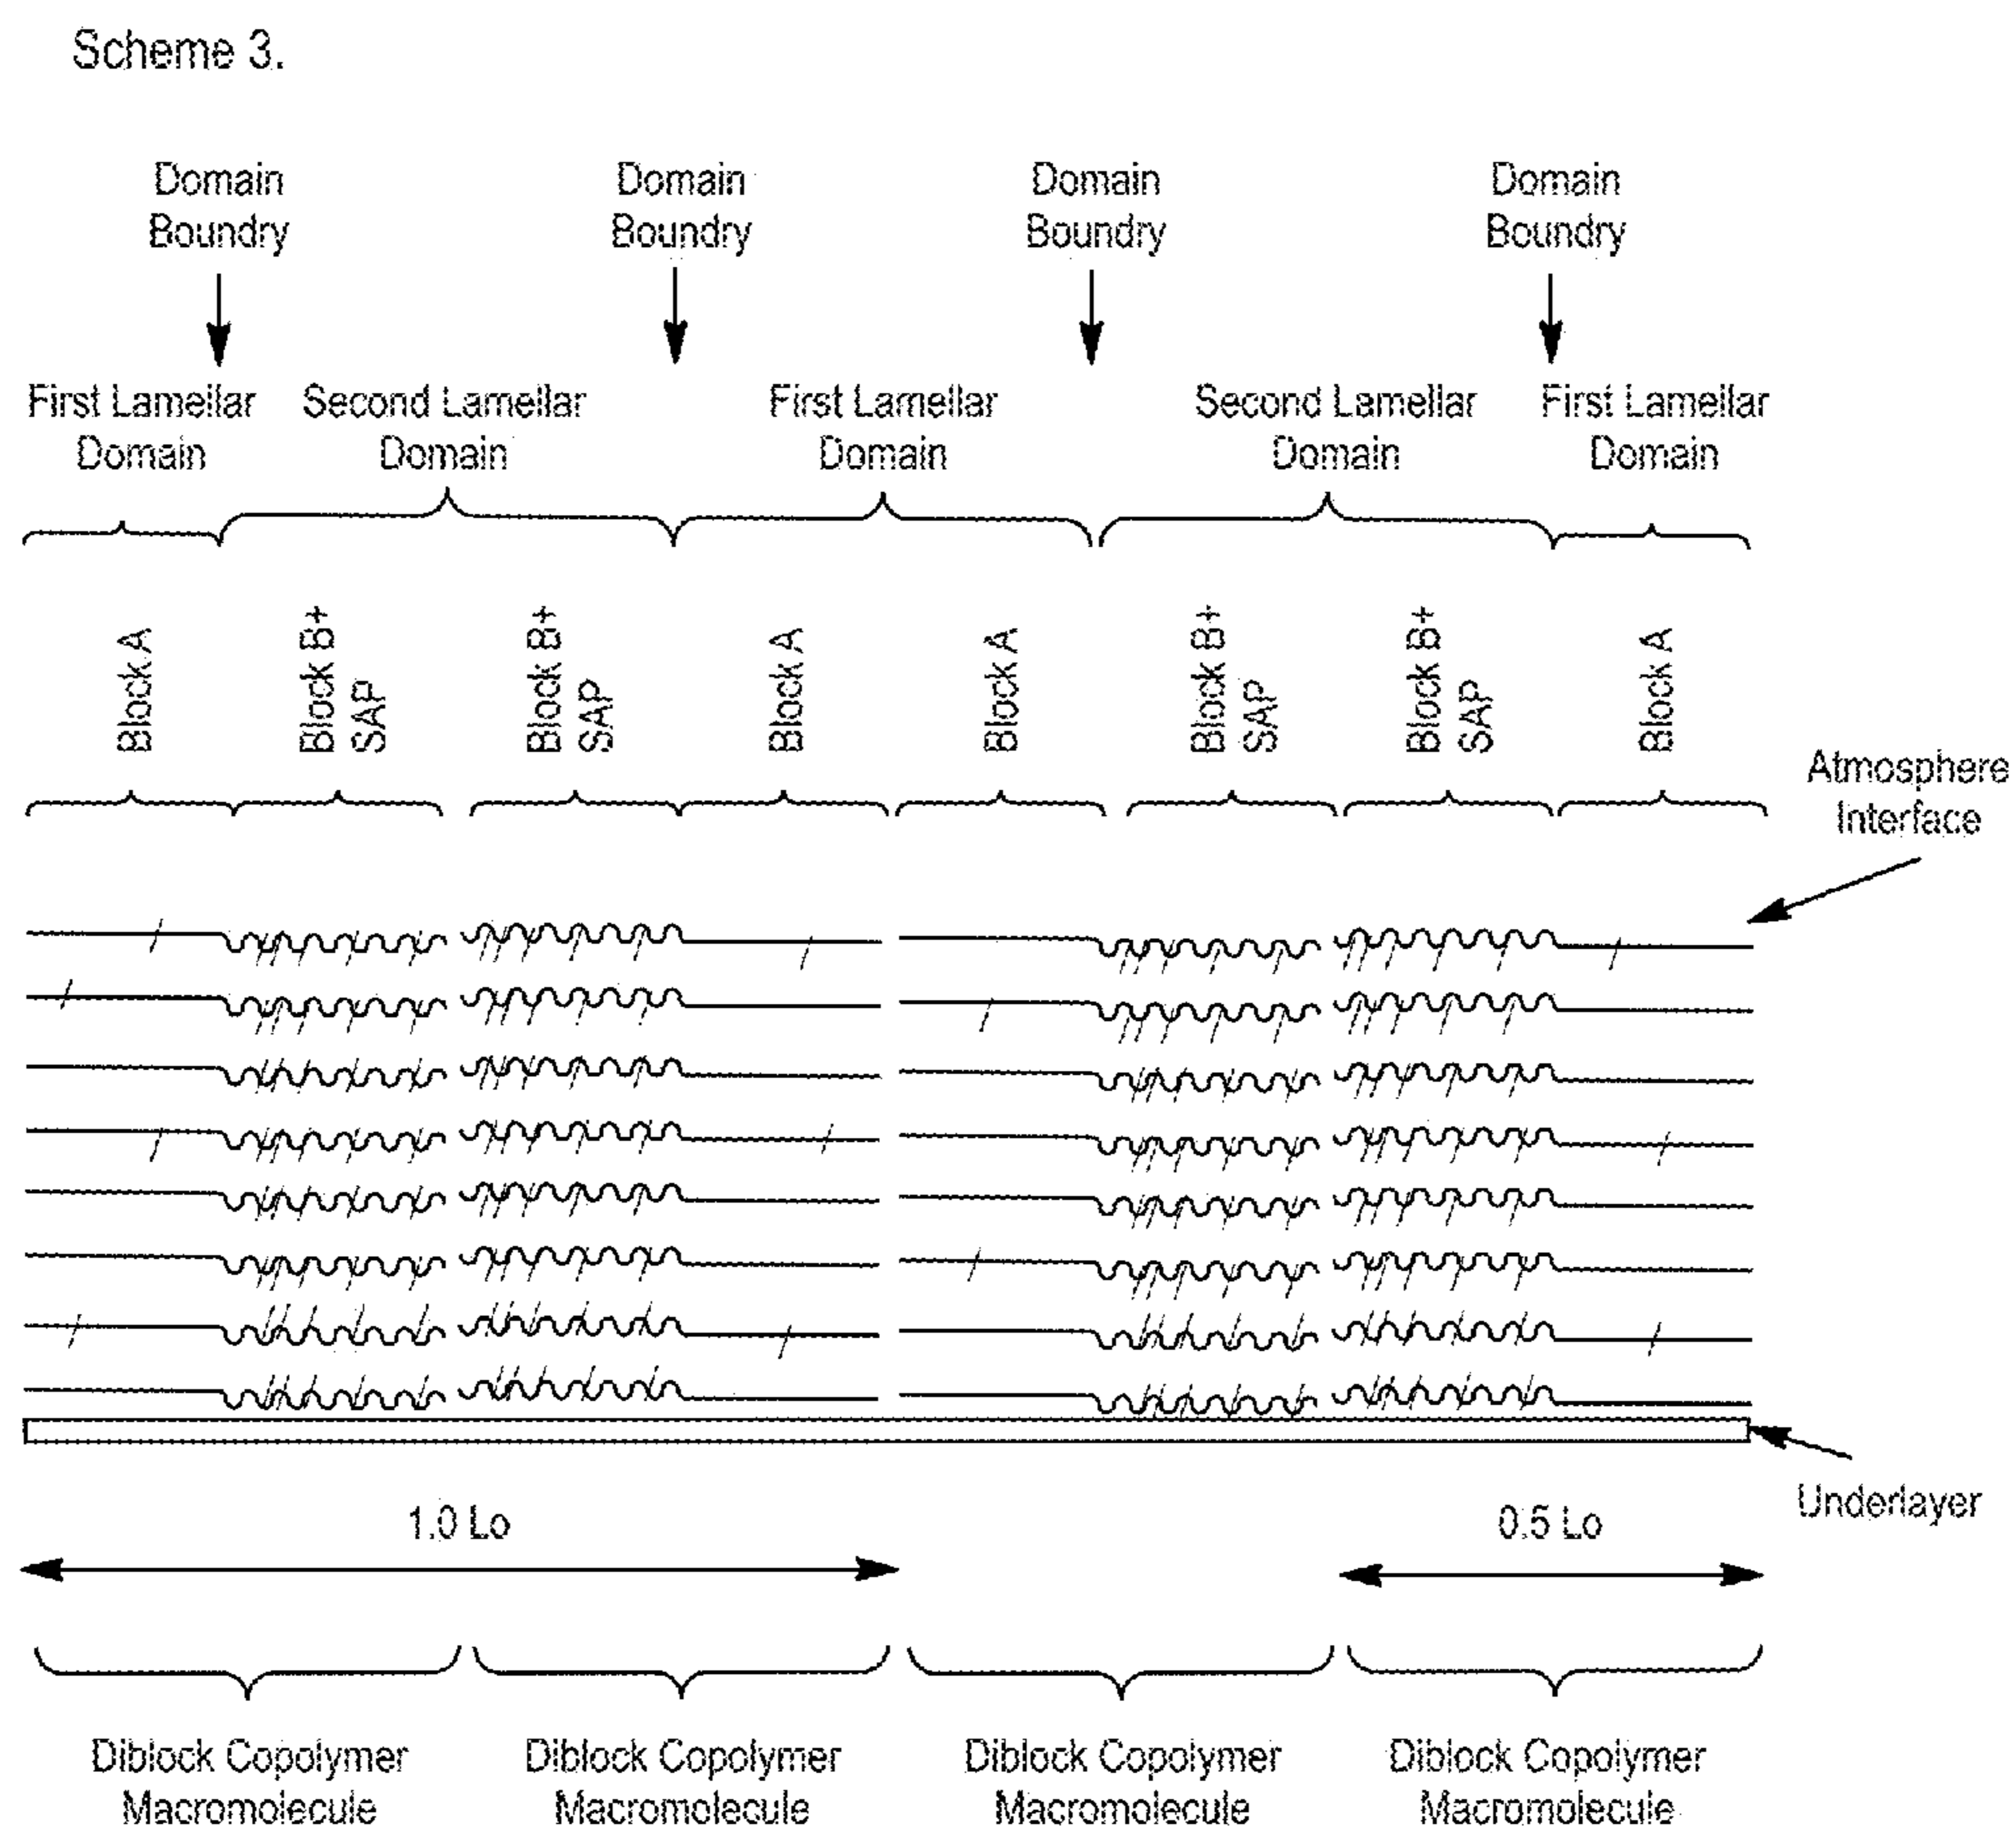 Scheme 3.
Domain
Boundry
Domain
Boundry
Domain
Boundry
Domain
Boundry
First Lamellar
Domain
Second Lamellar
Domain
First Lamellar
Domain
Second Lamellar
Domain
First Lamellar
Domain
Block A
Block B+
SAP
Block B+
SAP
Block A
Block A
Block B+
SAP
Block B+
SAP
Block A
Atmosphere
Interface
Underlayer
1.0 Lo
0.5 Lo
Diblock Copolymer
Macromolecule
Diblock Copolymer
Macromolecule
Diblock Copolymer
Macromolecule
Diblock Copolymer
Macromolecule